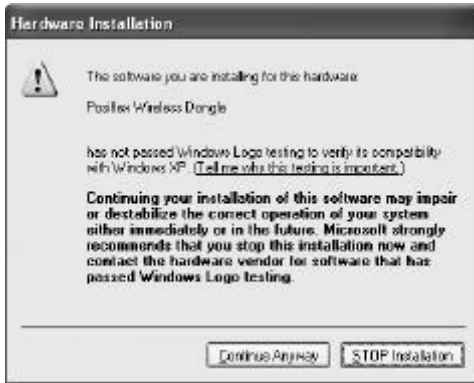 Hardware Installation
The software you are installing for this hardware:
Posiflex Wireless Dongle
has not passed Windows Logo testing to verify its compatibility
with Windows XP. (Tell me why this testing is important.)
Continuing your installation of this software may impair
or destabilize the correct operation of your system
either immediately or in the future. Microsoft strongly
recommends that you stop this installation now and
contact the hardware vendor for software that has
passed Windows Logo testing.
Continue Anyway
STOP Installation